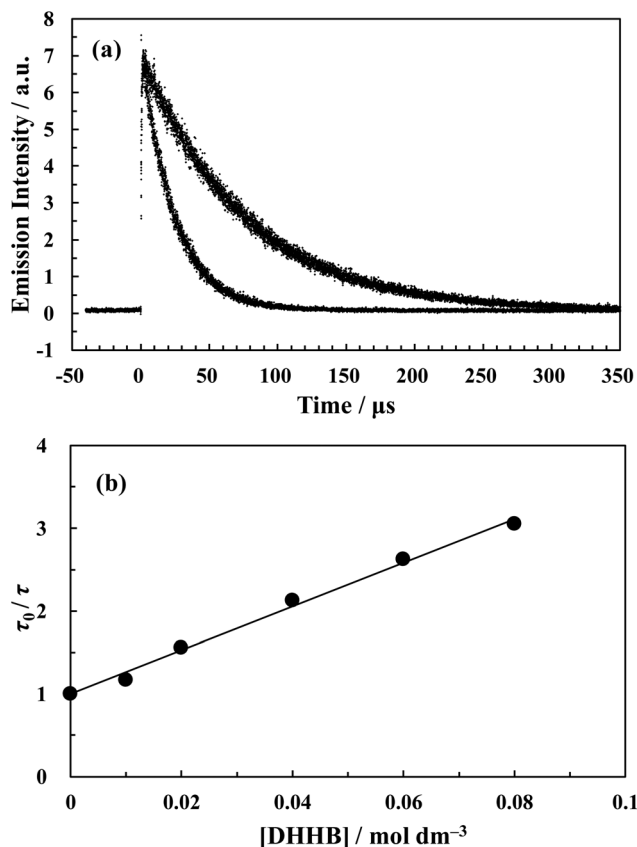 (a)
Emission Intensity / a.u.
8
7
6
5
4
3
2
1
0
-1
-50 0 50 100 150 200 250 300 350
Time / μs
(b)
τ0 / τ
4
3
2
1
0
0 0.02 0.04 0.06 0.08 0.1
[DHHB] / mol dm⁻³